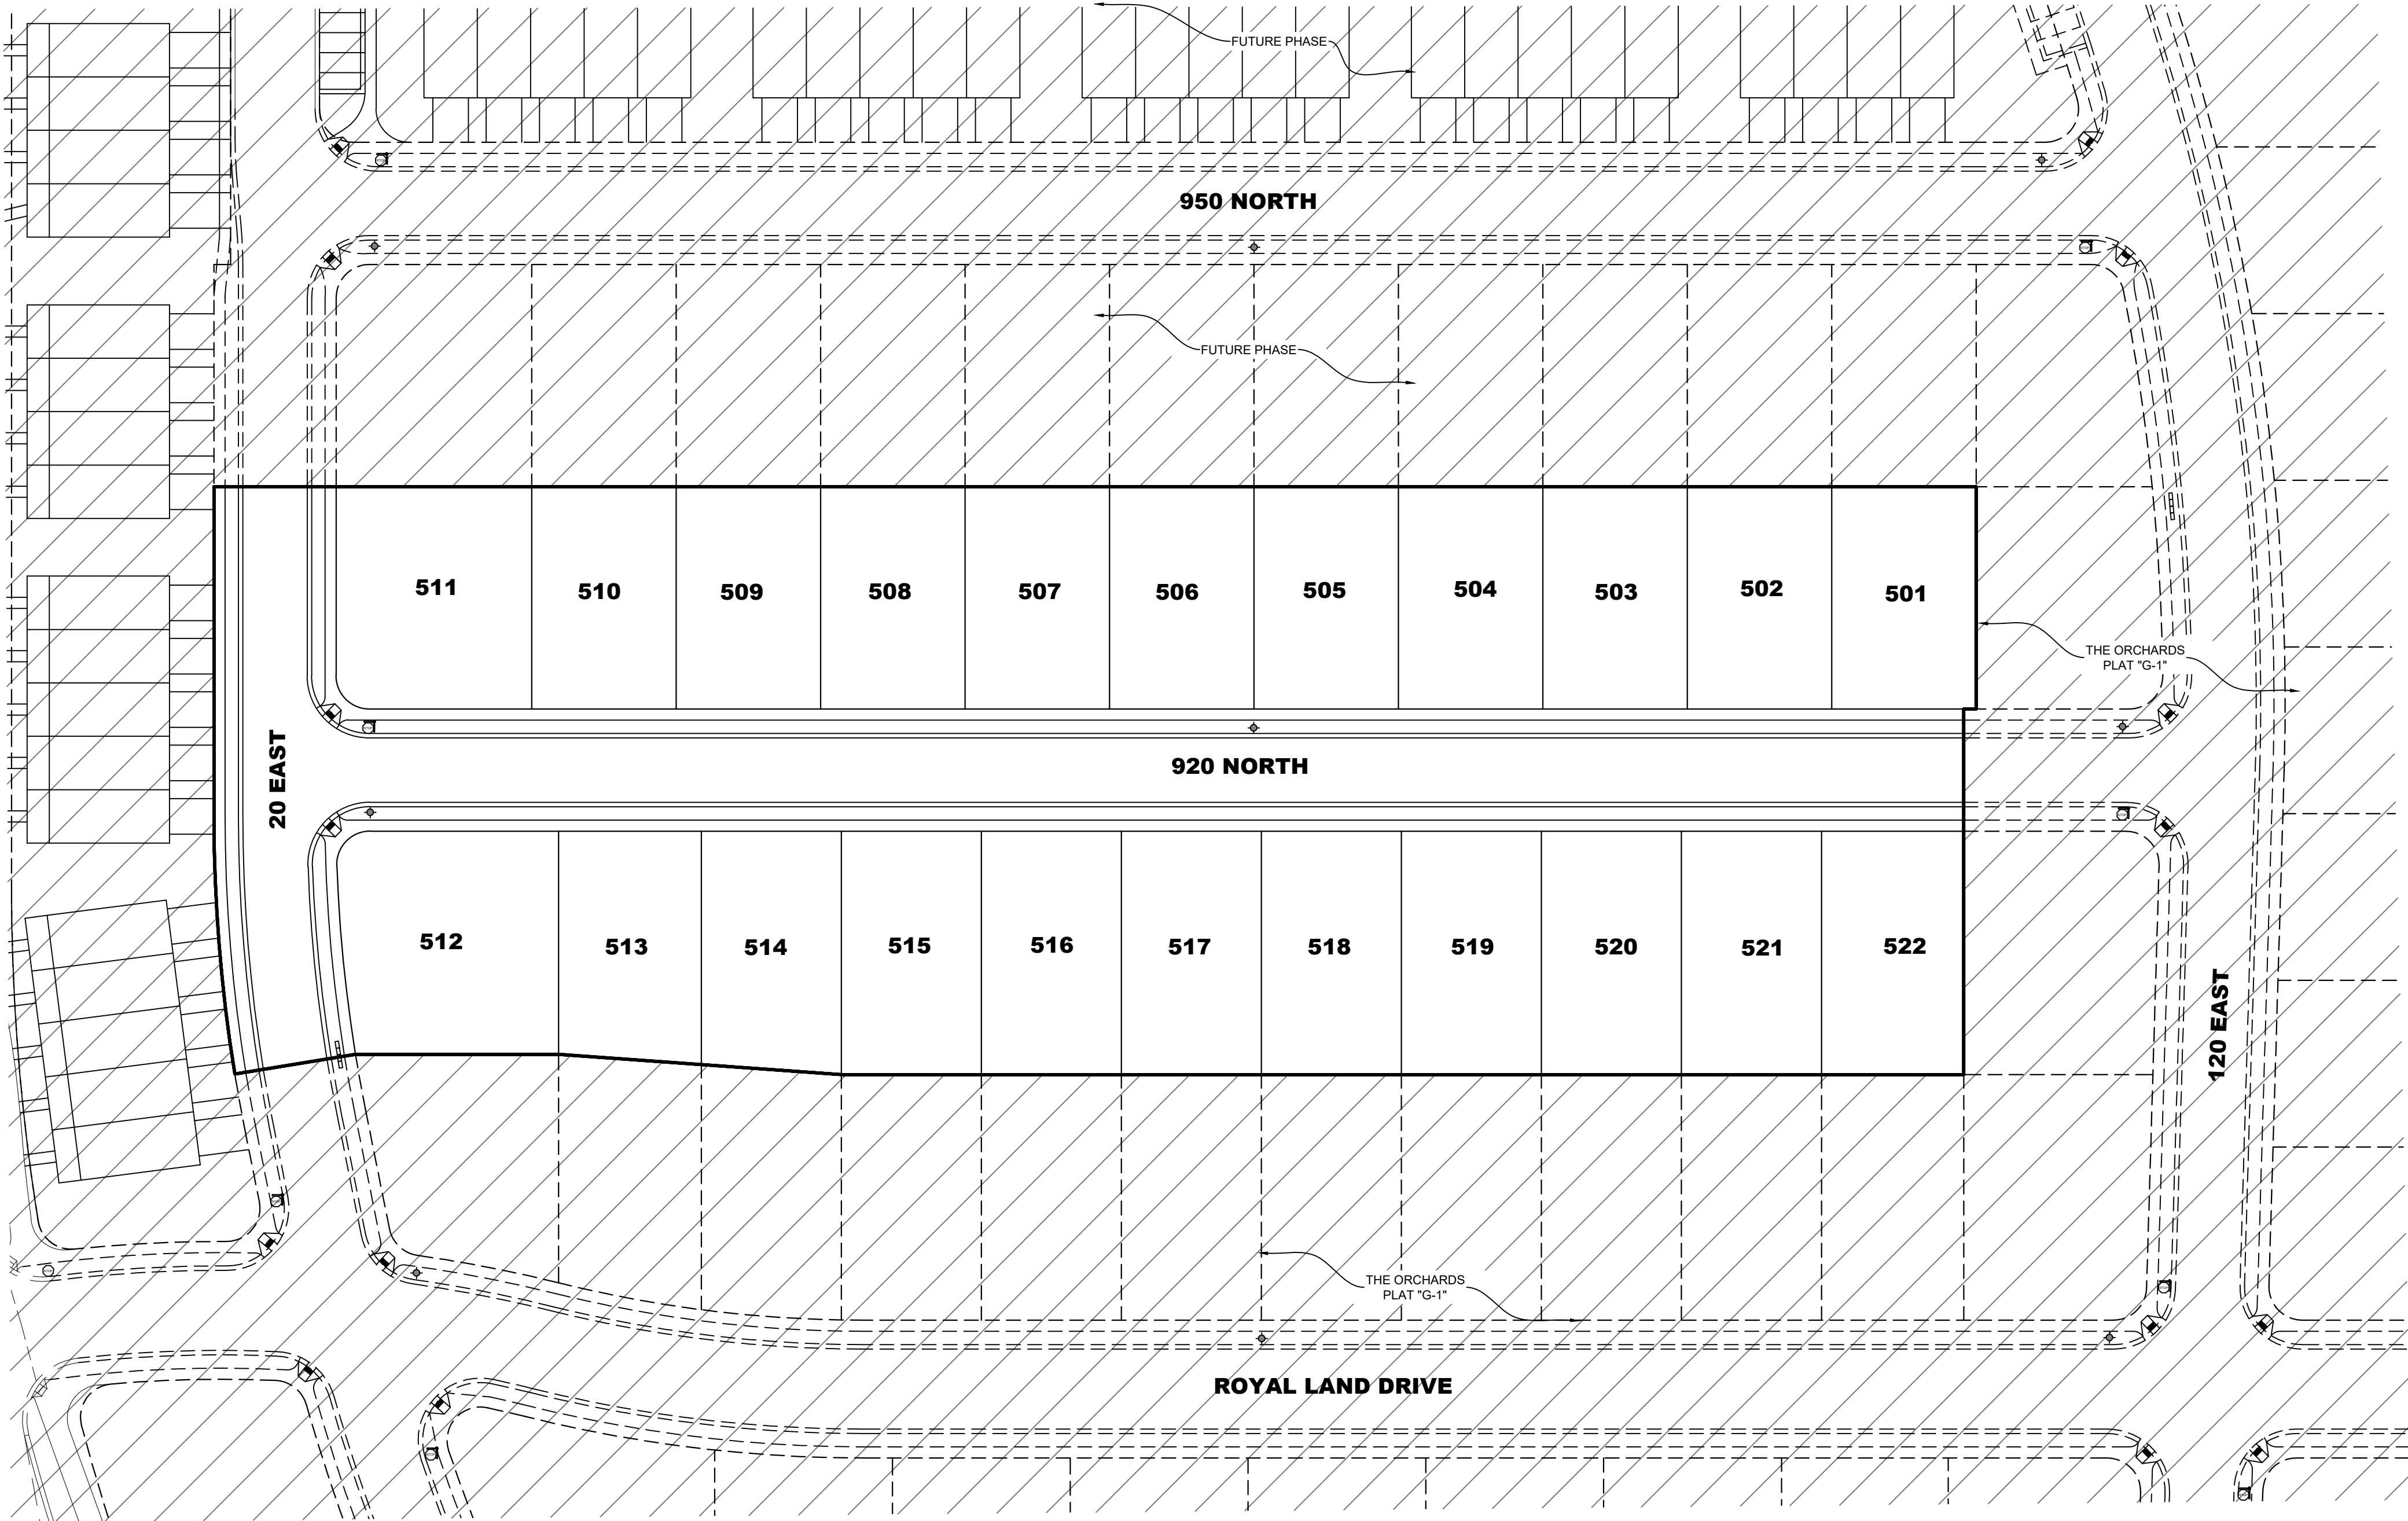 FUTURE PHASE
950 NORTH
FUTURE PHASE
511
510
509
508
507
506
505
504
503
502
501
THE ORCHARDS
PLAT "G-1"
20 EAST
920 NORTH
512
513
514
515
516
517
518
519
520
521
522
120 EAST
THE ORCHARDS
PLAT "G-1"
ROYAL LAND DRIVE